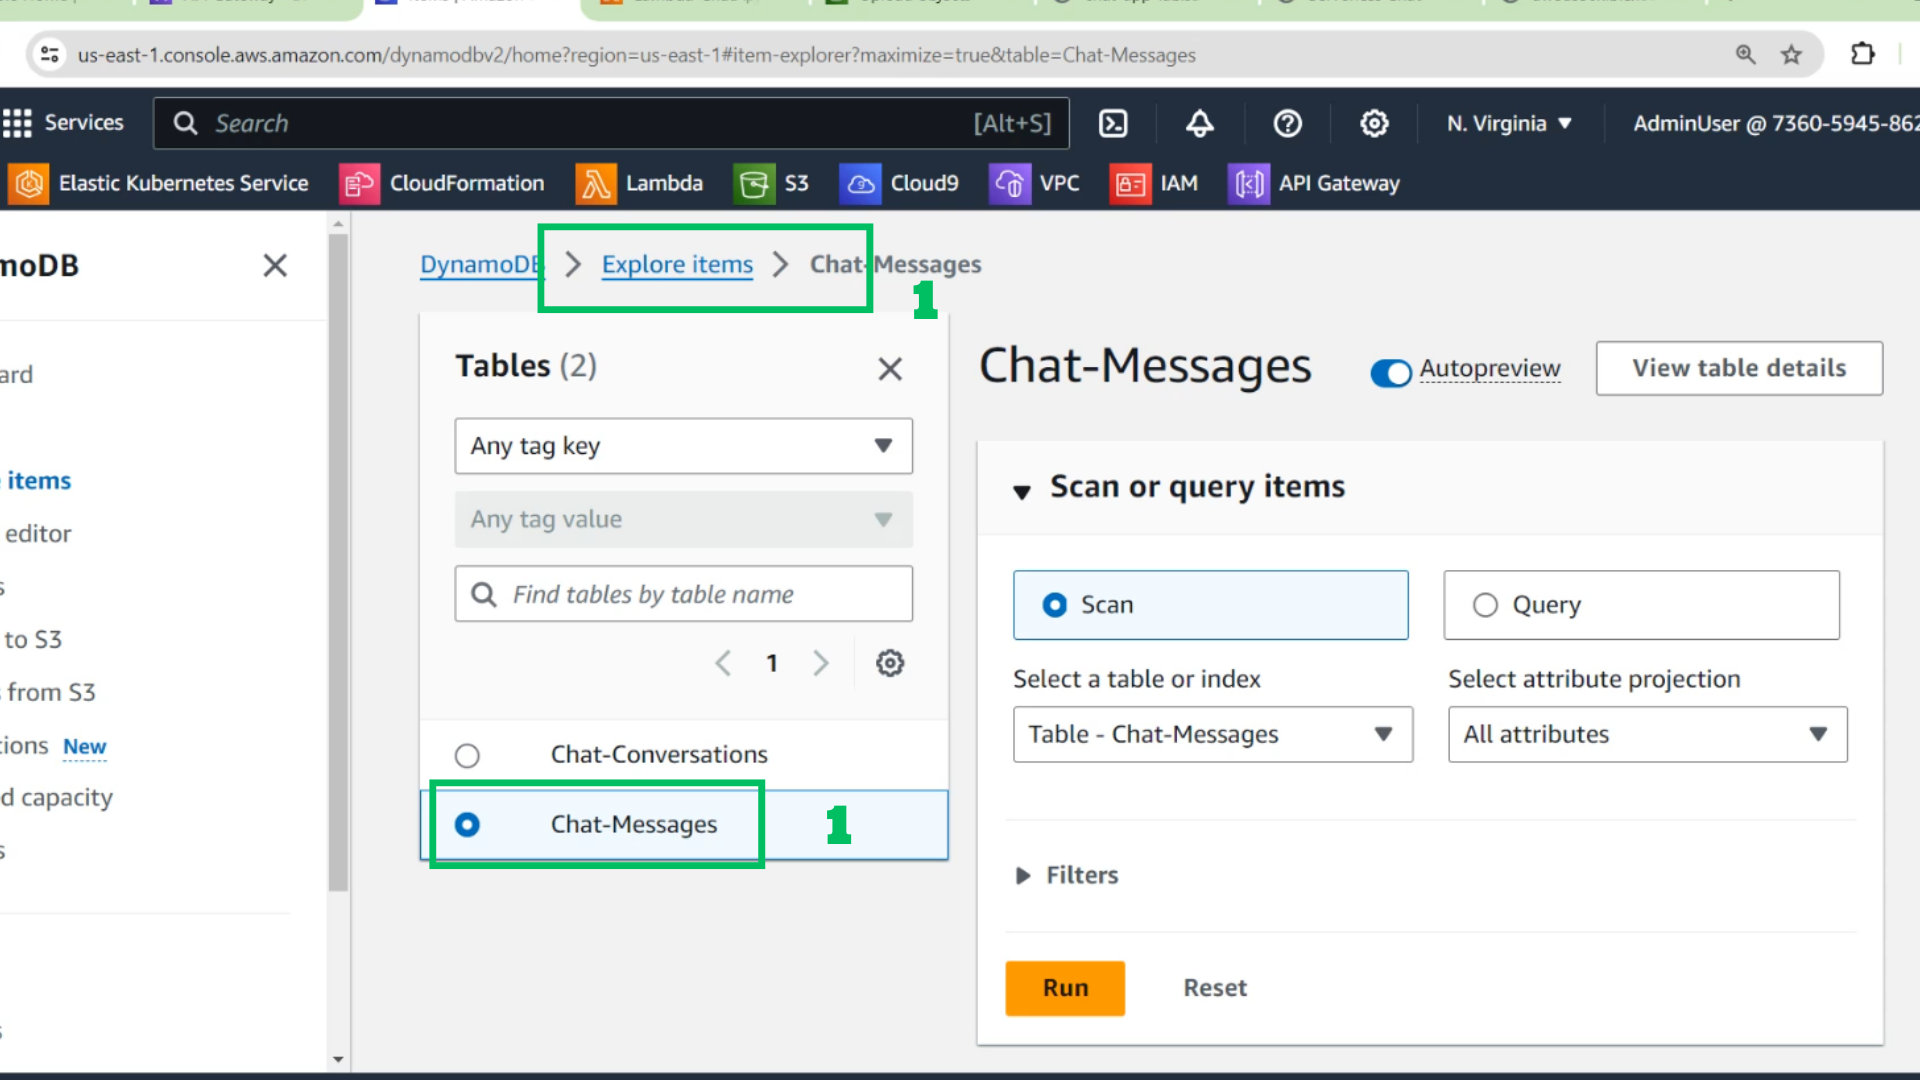 us-east-1.console.aws.amazon.com/dynamodbv2/home?region=us-east-1#item-explorer?maximize=true&table=Chat-Messages
Services
Search
[Alt+S]
N. Virginia
AdminUser @ 7360-5945-862
Elastic Kubernetes Service
CloudFormation
Lambda
S3
Cloud9
VPC
IAM
API Gateway
moDB
ard
items
editor
s
to S3
from S3
tions New
d capacity
s
DynamoDB
Explore items
Chat-Messages
1
Tables (2)
Any tag key
Any tag value
Find tables by table name
1
Chat-Conversations
Chat-Messages
1
Chat-Messages
Autopreview
View table details
Scan or query items
Scan
Query
Select a table or index
Select attribute projection
Table - Chat-Messages
All attributes
Filters
Run
Reset